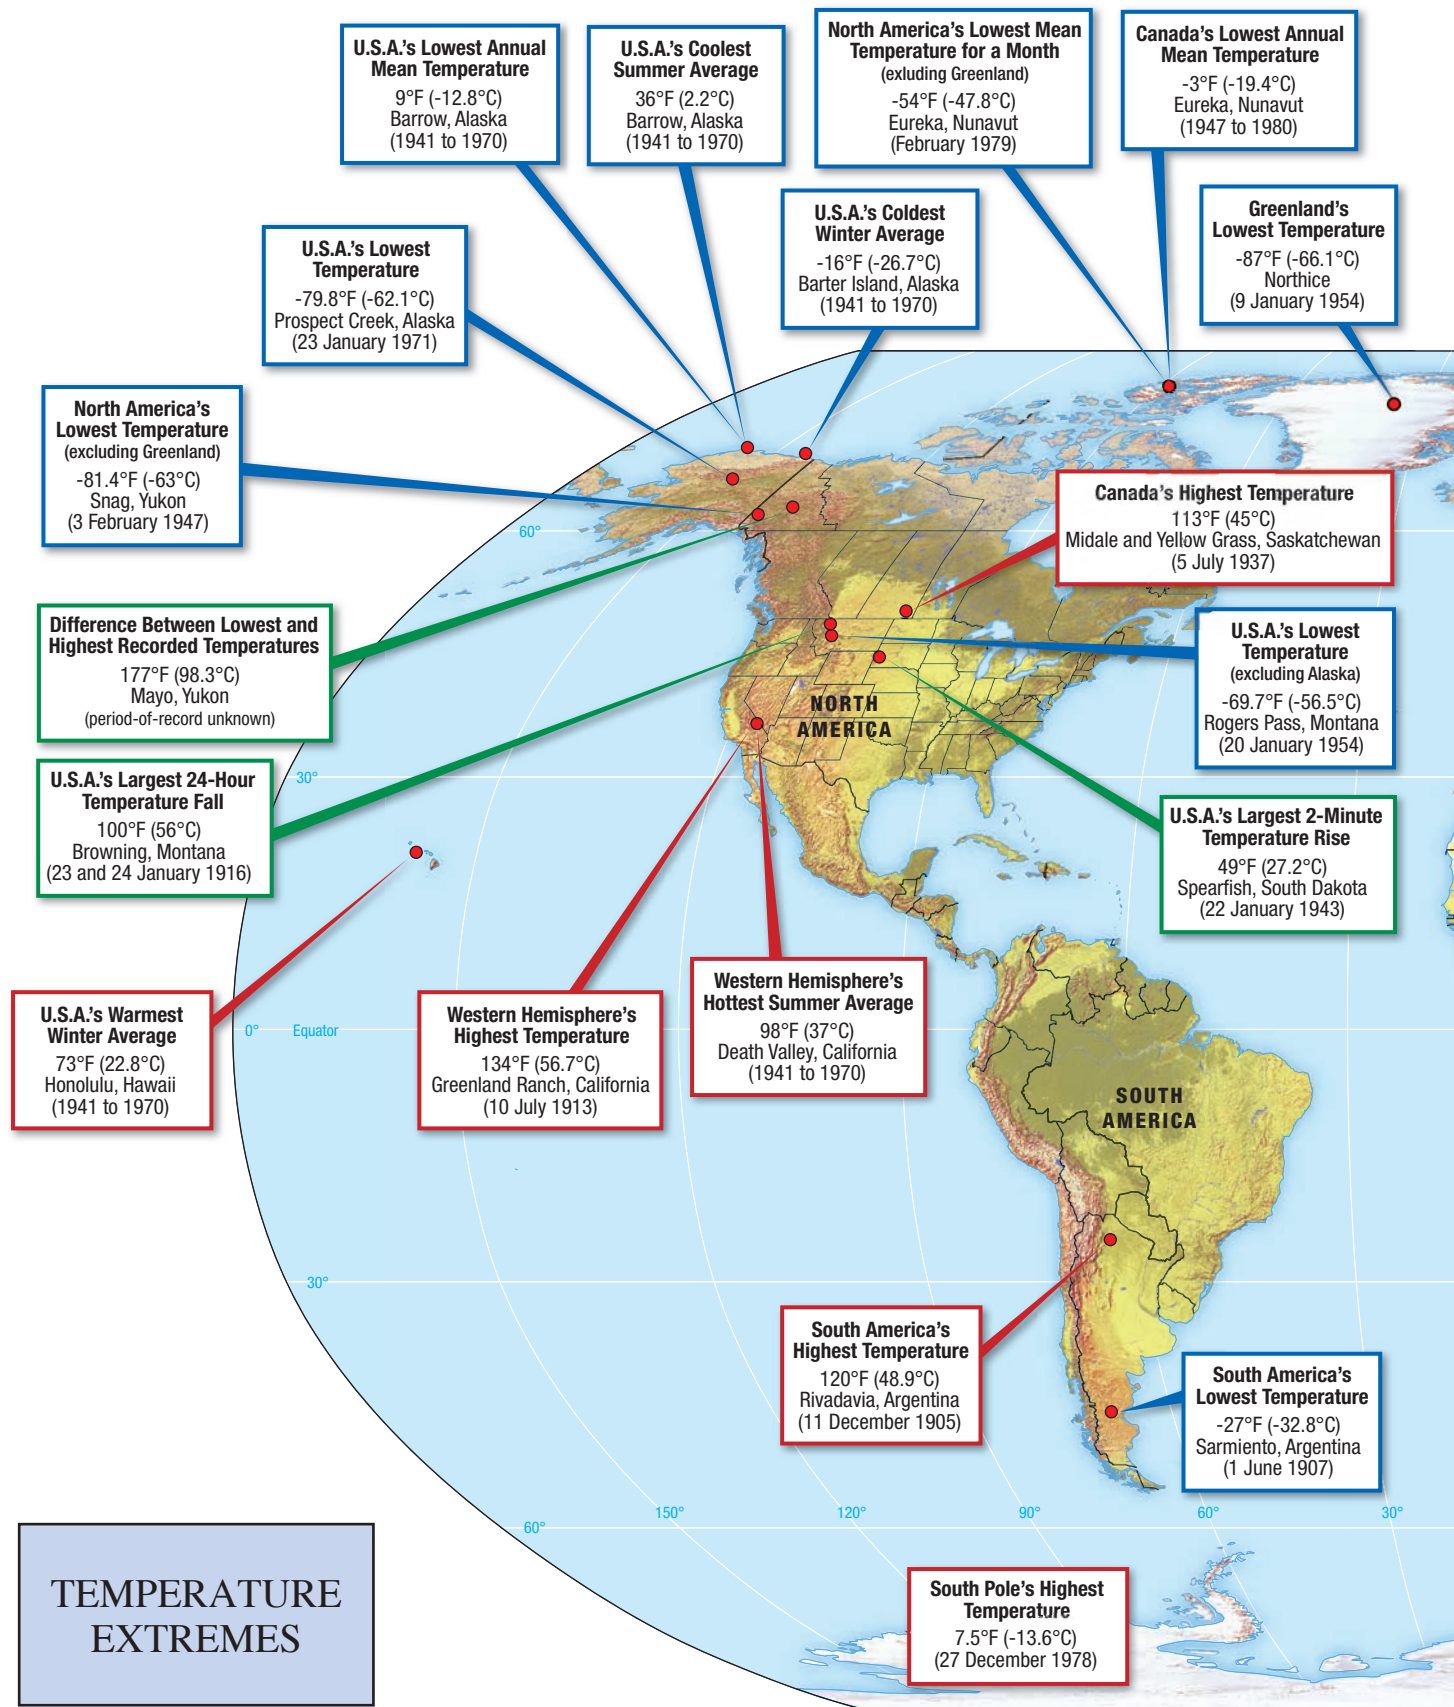 U.S.A.'s Lowest Annual
Mean Temperature
9°F (-12.8°C)
Barrow, Alaska
(1941 to 1970)
U.S.A.'s Coolest
Summer Average
36°F (2.2°C)
Barrow, Alaska
(1941 to 1970)
North America's Lowest Mean
Temperature for a Month
(exluding Greenland)
-54°F (-47.8°C)
Eureka, Nunavut
(February 1979)
Canada's Lowest Annual
Mean Temperature
-3°F (-19.4°C)
Eureka, Nunavut
(1947 to 1980)
U.S.A.'s Lowest
Temperature
-79.8°F (-62.1°C)
Prospect Creek, Alaska
(23 January 1971)
U.S.A.'s Coldest
Winter Average
-16°F (-26.7°C)
Barter Island, Alaska
(1941 to 1970)
Greenland's
Lowest Temperature
-87°F (-66.1°C)
Northice
(9 January 1954)
North America's
Lowest Temperature
(excluding Greenland)
-81.4°F (-63°C)
Snag, Yukon
(3 February 1947)
Canada's Highest Temperature
113°F (45°C)
Midale and Yellow Grass, Saskatchewan
(5 July 1937)
60°
Difference Between Lowest and
Highest Recorded Temperatures
177°F (98.3°C)
Mayo, Yukon
(period-of-record unknown)
U.S.A.'s Lowest
Temperature
(excluding Alaska)
-69.7°F (-56.5°C)
Rogers Pass, Montana
(20 January 1954)
NORTH
AMERICA
U.S.A.'s Largest 24-Hour
Temperature Fall
100°F (56°C)
Browning, Montana
(23 and 24 January 1916)
30°
U.S.A.'s Largest 2-Minute
Temperature Rise
49°F (27.2°C)
Spearfish, South Dakota
(22 January 1943)
U.S.A.'s Warmest
Winter Average
73°F (22.8°C)
Honolulu, Hawaii
(1941 to 1970)
0° Equator
Western Hemisphere's
Highest Temperature
134°F (56.7°C)
Greenland Ranch, California
(10 July 1913)
Western Hemisphere's
Hottest Summer Average
98°F (37°C)
Death Valley, California
(1941 to 1970)
SOUTH
AMERICA
30°
South America's
Highest Temperature
120°F (48.9°C)
Rivadavia, Argentina
(11 December 1905)
South America's
Lowest Temperature
-27°F (-32.8°C)
Sarmiento, Argentina
(1 June 1907)
150° 120° 90° 60° 30°
60°
TEMPERATURE
EXTREMES
South Pole's Highest
Temperature
7.5°F (-13.6°C)
(27 December 1978)